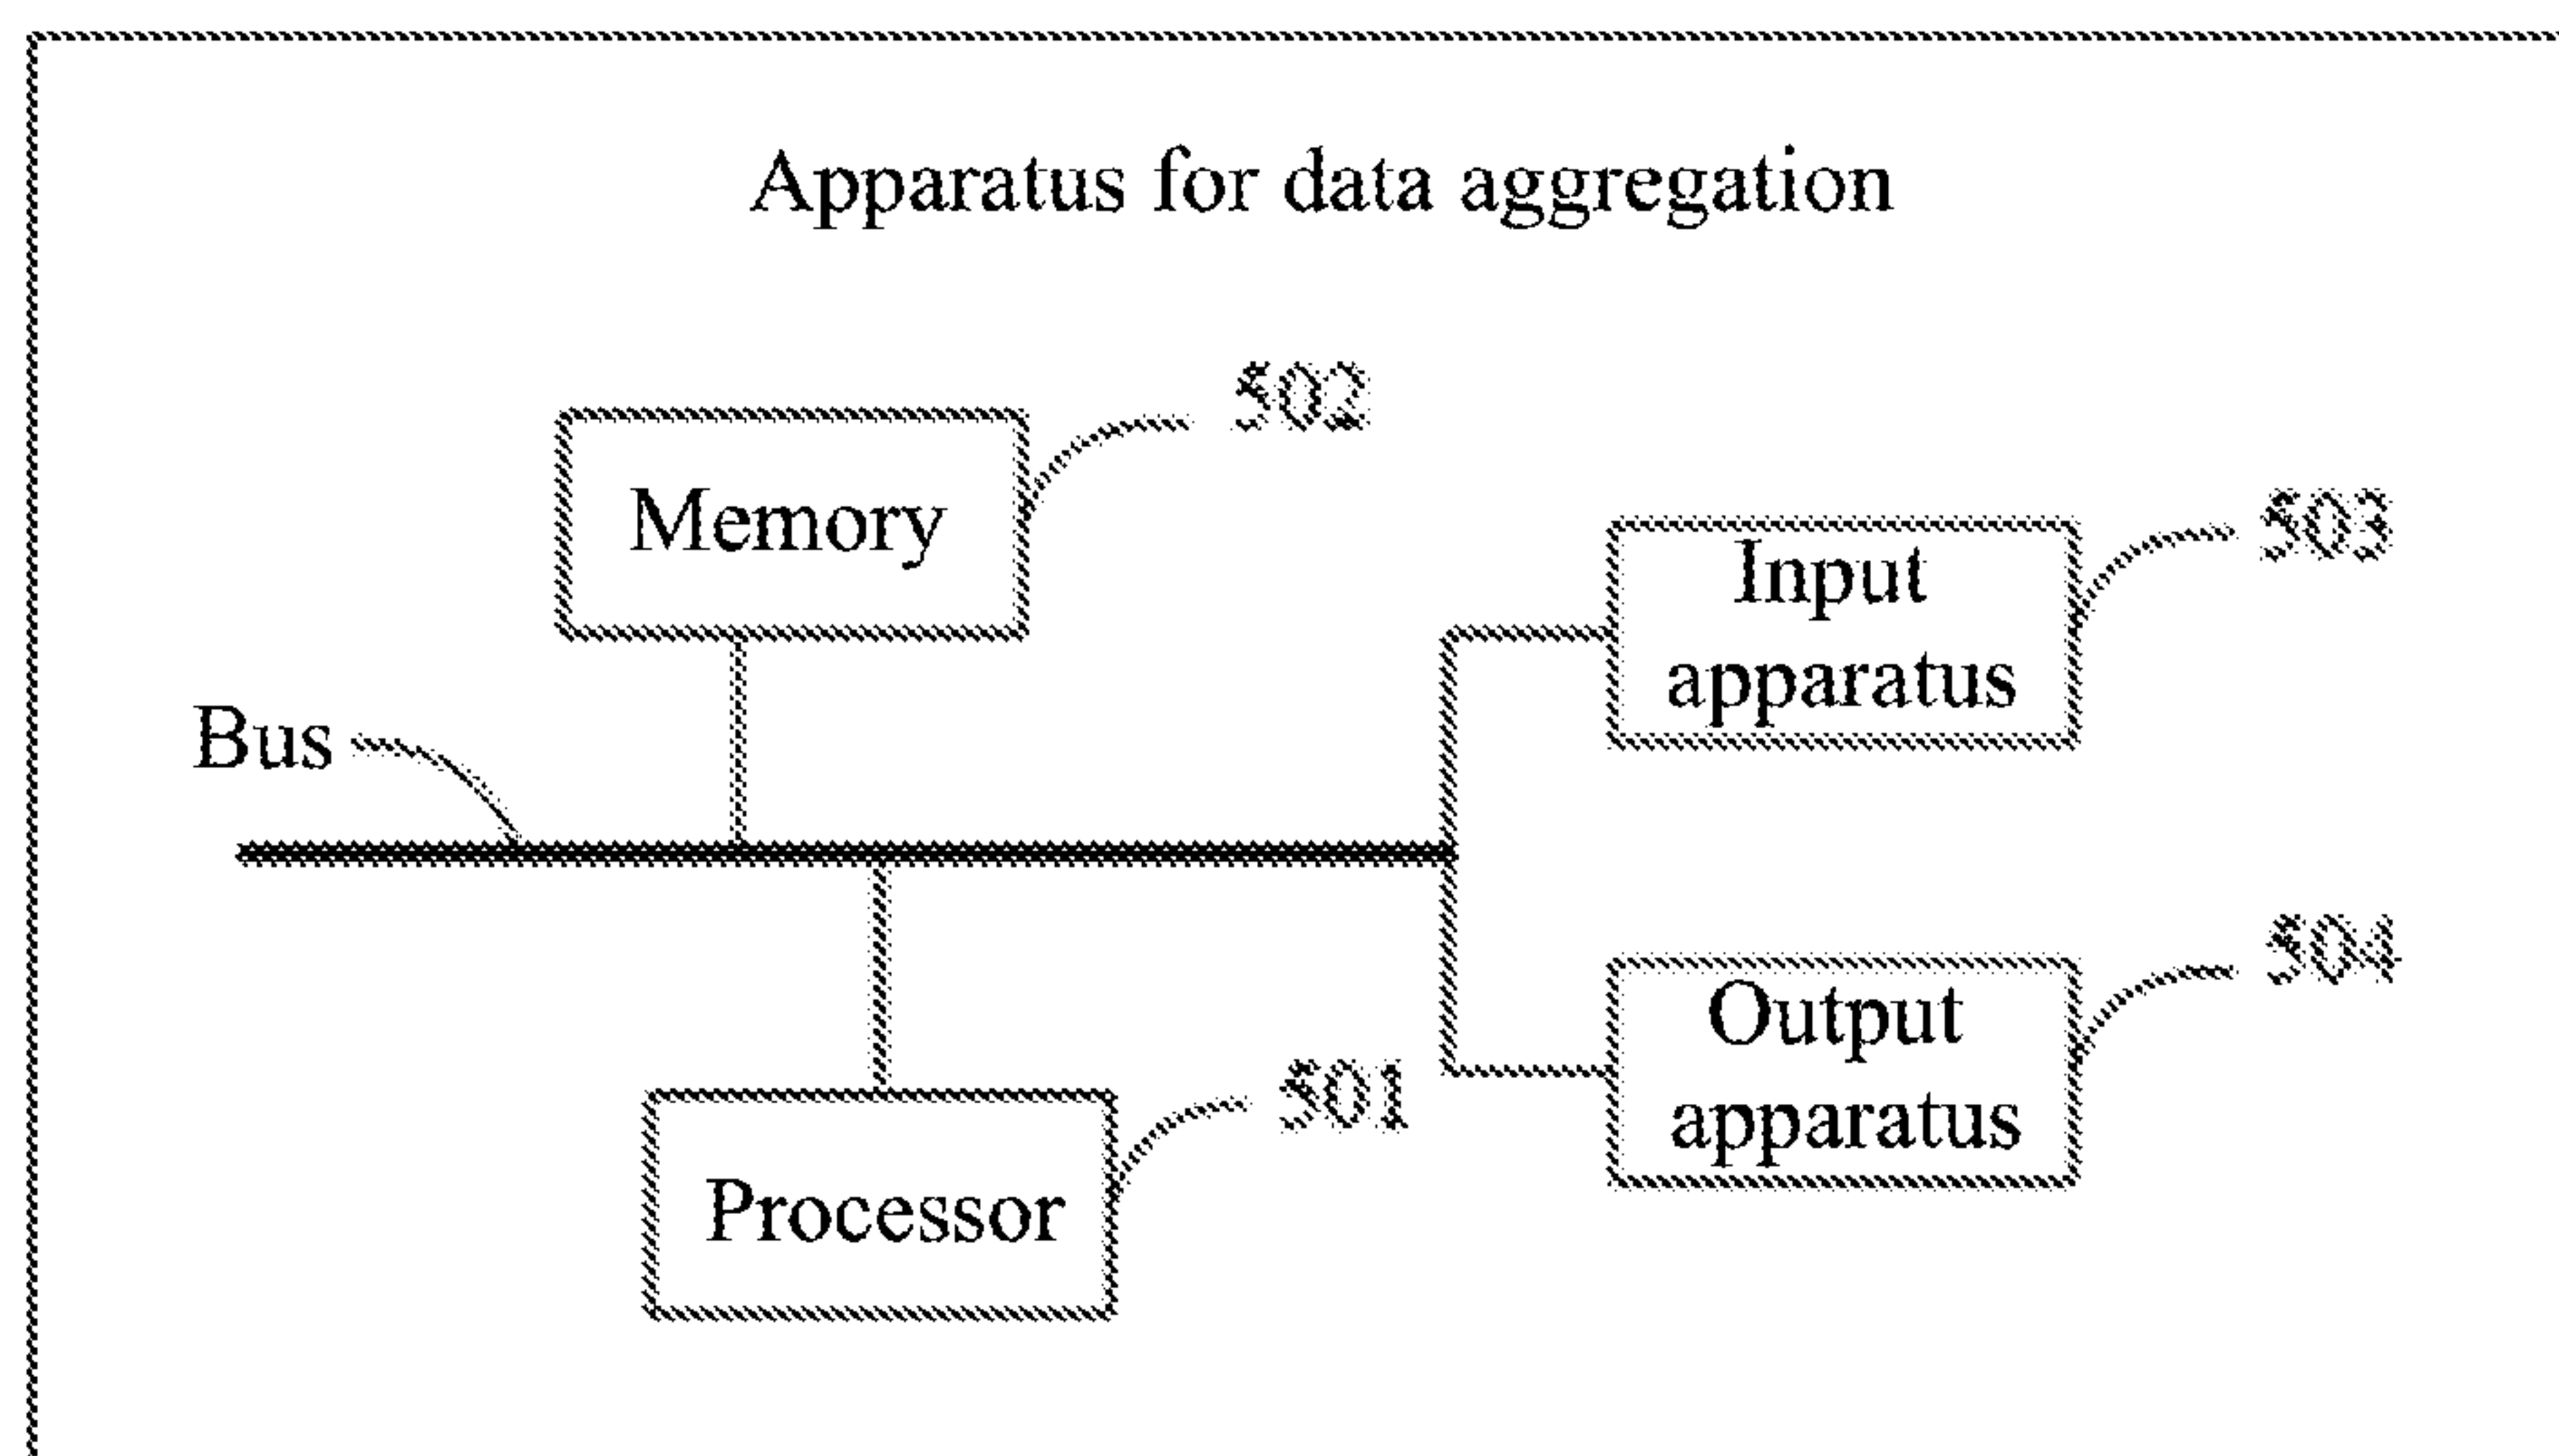 Apparatus for data aggregation
502
Memory
503
Input
apparatus
Bus
504
Output
apparatus
501
Processor